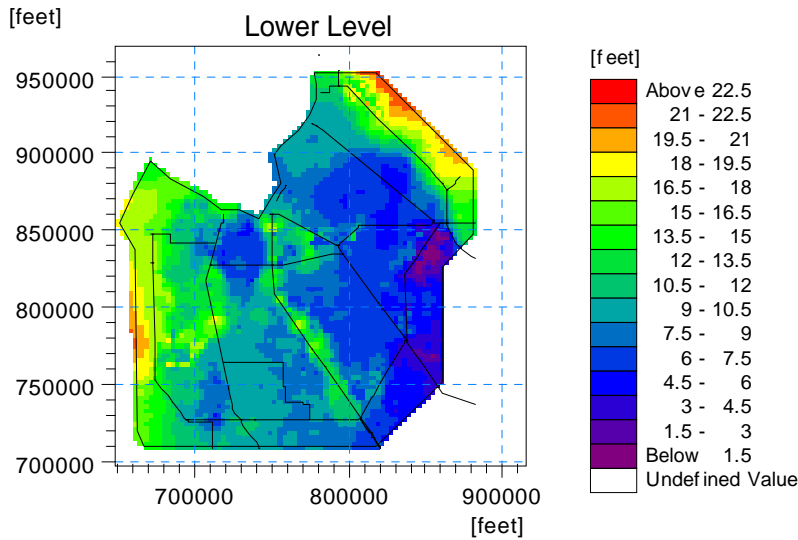 [feet]
Lower Level
950000
900000
850000
800000
750000
700000
700000 800000 900000
[feet]
[feet]
Above 22.5
21 - 22.5
19.5 - 21
18 - 19.5
16.5 - 18
15 - 16.5
13.5 - 15
12 - 13.5
10.5 - 12
9 - 10.5
7.5 - 9
6 - 7.5
4.5 - 6
3 - 4.5
1.5 - 3
Below 1.5
Undefined Value